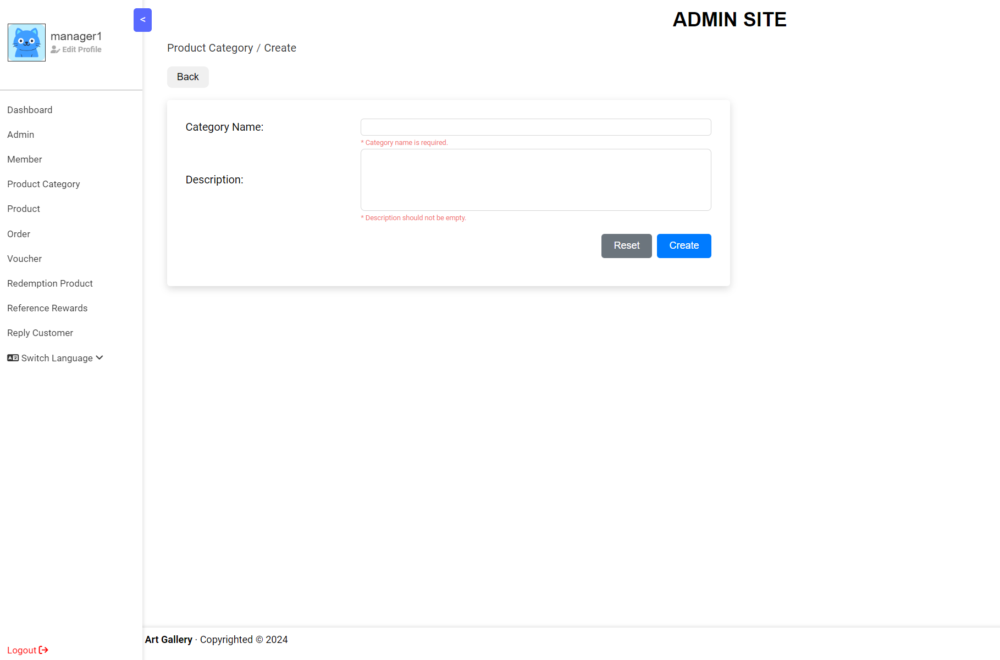 <
ADMIN SITE
manager1
Edit Profile
Product Category / Create
Back
Dashboard
Admin
Member
Product Category
Product
Order
Voucher
Redemption Product
Reference Rewards
Reply Customer
Switch Language
Logout
Category Name:
* Category name is required.
Description:
* Description should not be empty.
Reset
Create
Art Gallery · Copyrighted © 2024